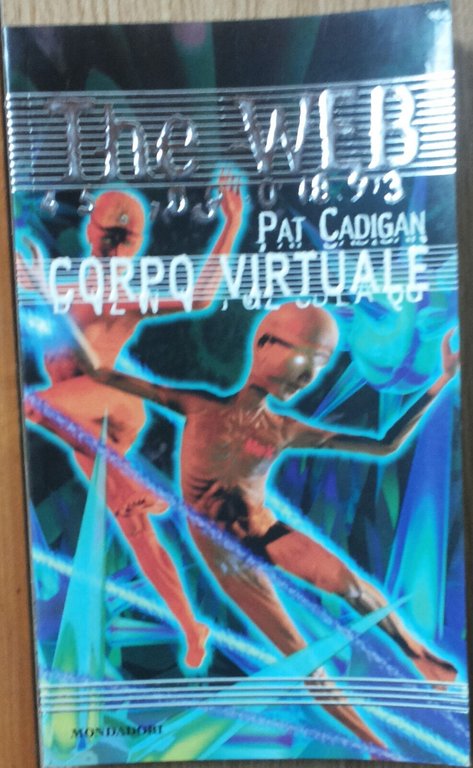 The WEB
PAT CADIGAN
CORPO VIRTUALE
MONDADORI